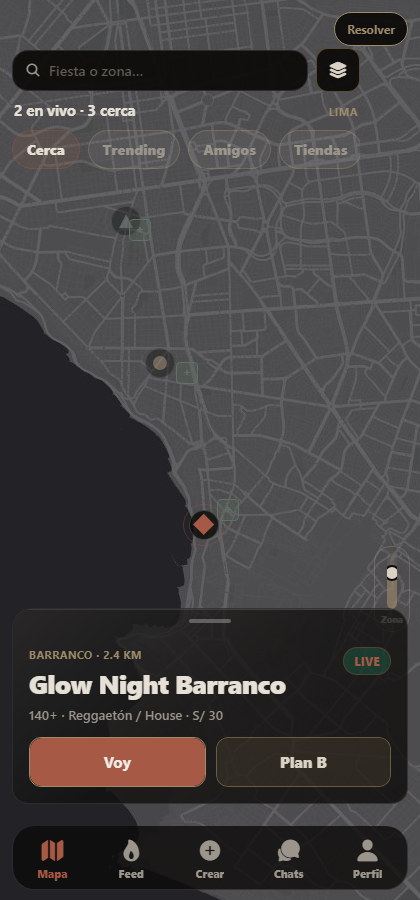 Resolver
Fiesta o zona...
2 en vivo · 3 cerca
LIMA
Cerca
Trending
Amigos
Tiendas
Zona
BARRANCO · 2.4 KM
LIVE
Glow Night Barranco
140+ · Reggaetón / House · S/ 30
Voy
Plan B
Mapa
Feed
Crear
Chats
Perfil